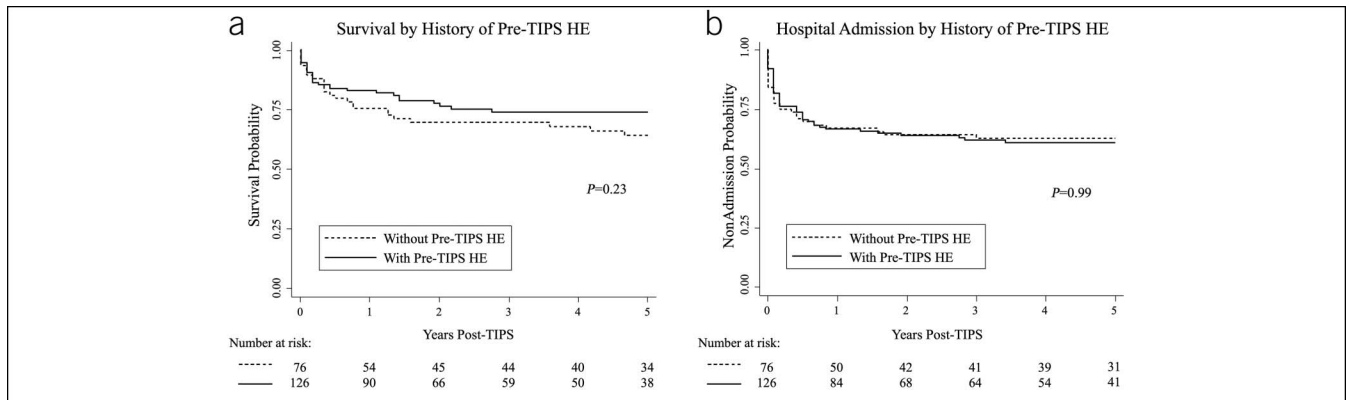 a
Survival by History of Pre-TIPS HE
Survival Probability
1.00
0.75
0.50
0.25
0.00
P=0.23
Without Pre-TIPS HE
With Pre-TIPS HE
0 1 2 3 4 5
Years Post-TIPS
Number at risk:
76 54 45 44 40 34
126 90 66 59 50 38
b
Hospital Admission by History of Pre-TIPS HE
NonAdmission Probability
1.00
0.75
0.50
0.25
0.00
P=0.99
Without Pre-TIPS HE
With Pre-TIPS HE
0 1 2 3 4 5
Years Post-TIPS
Number at risk:
76 50 42 41 39 31
126 84 68 64 54 41